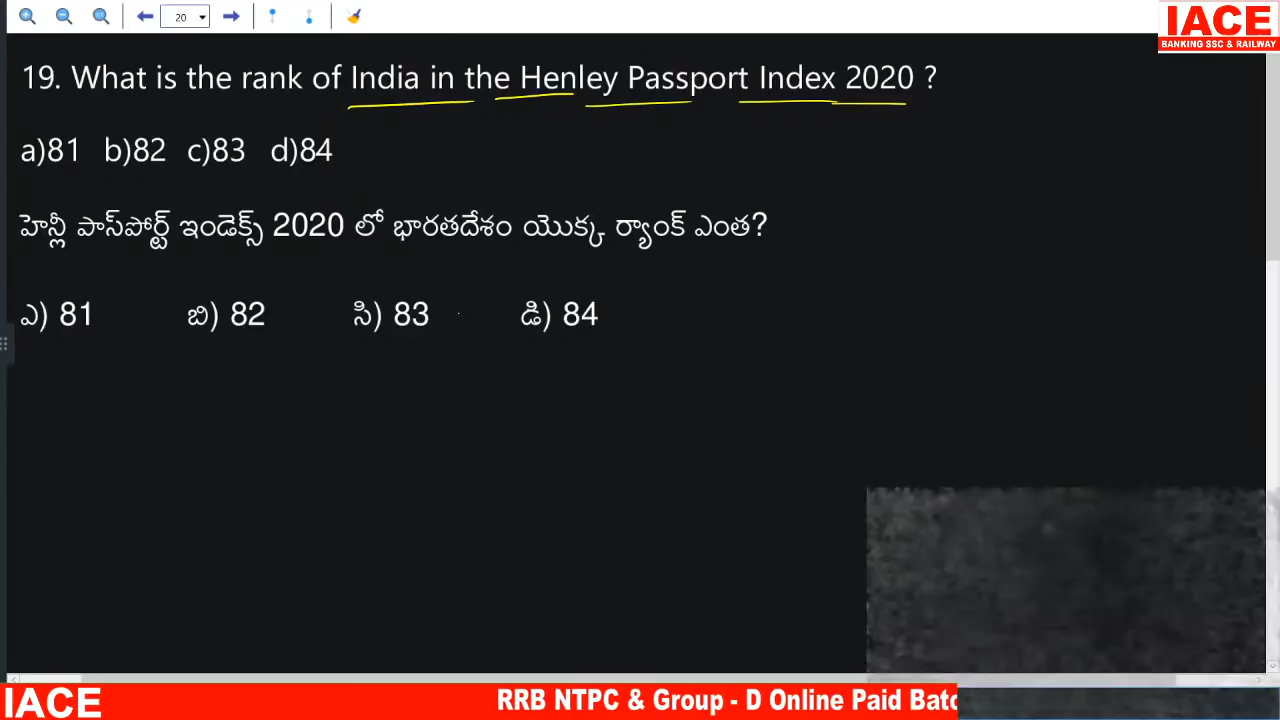 20
IACE
BANKING SSC & RAILWAY
19. What is the rank of India in the Henley Passport Index 2020 ?
a)81 b)82 c)83 d)84
హెన్లీ పాస్‌పోర్ట్ ఇండెక్స్ 2020 లో భారతదేశం యొక్క ర్యాంక్ ఎంత?
ఎ) 81 బి) 82 సి) 83 డి) 84
IACE RRB NTPC & Group - D Online Paid Batc